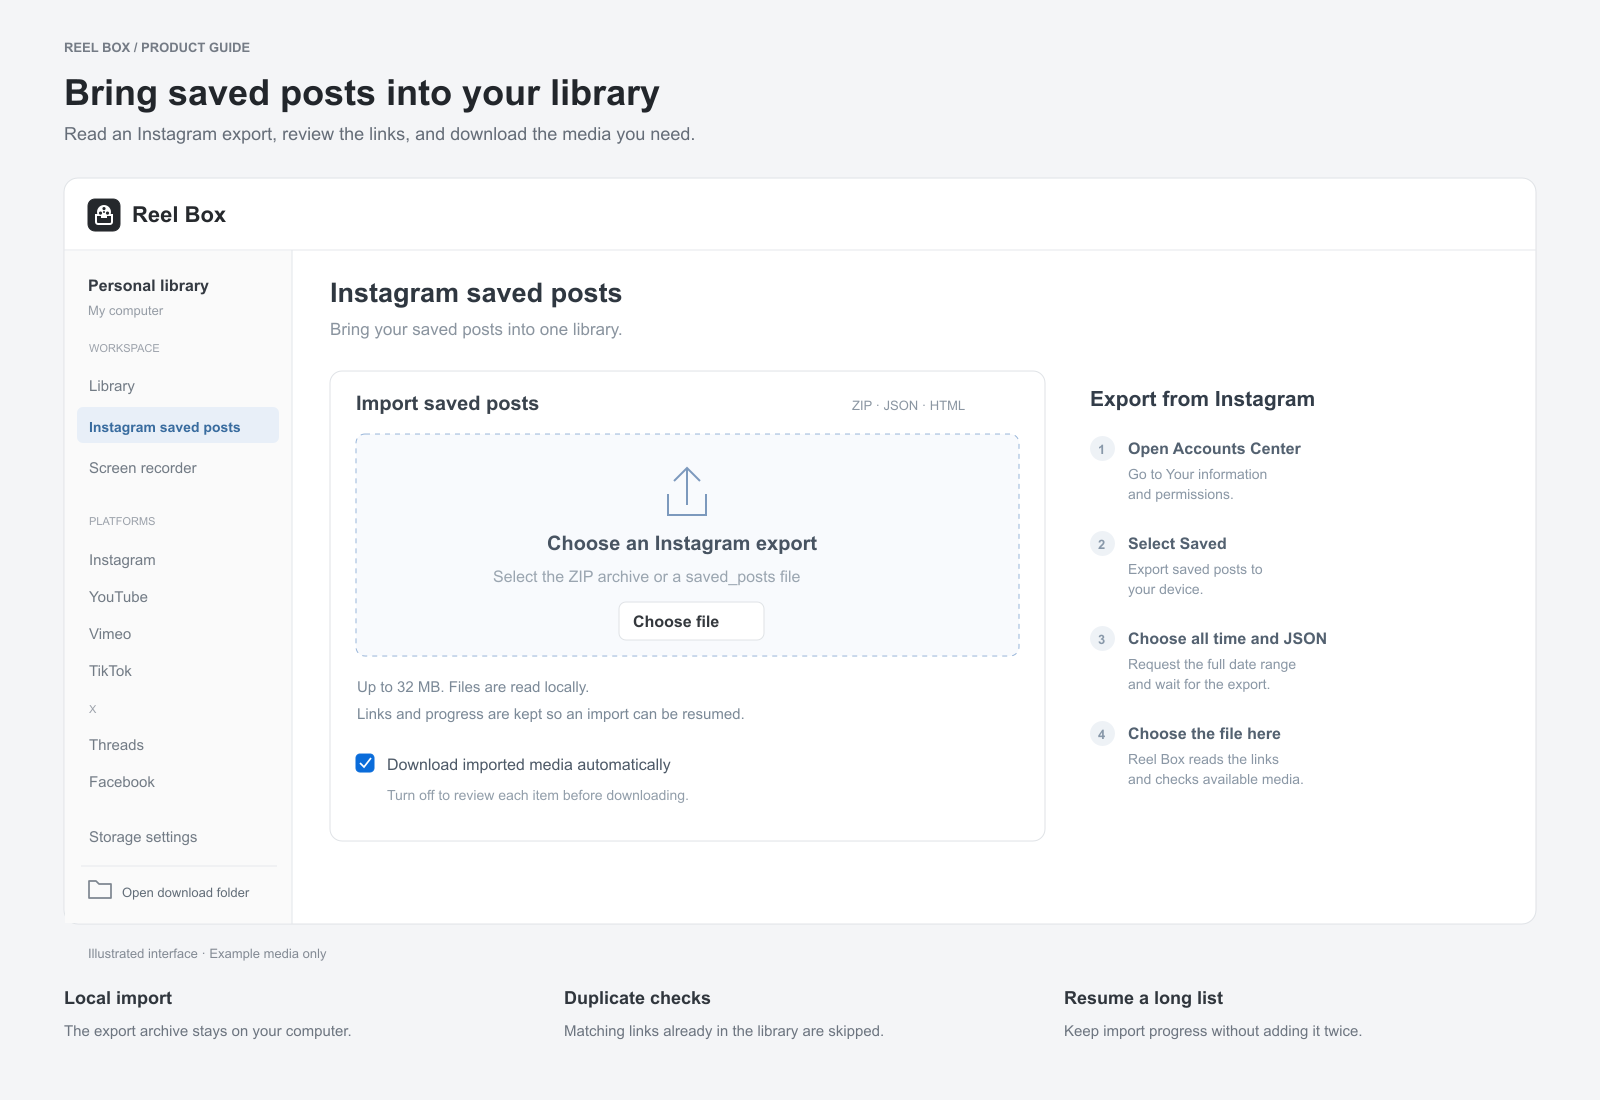 REEL BOX / PRODUCT GUIDE
Bring saved posts into your library
Read an Instagram export, review the links, and download the media you need.
Reel Box
Personal library
My computer
WORKSPACE
Library
Instagram saved posts
Screen recorder
PLATFORMS
Instagram
YouTube
Vimeo
TikTok
X
Threads
Facebook
Storage settings
Open download folder
Instagram saved posts
Bring your saved posts into one library.
Import saved posts
ZIP · JSON · HTML
Choose an Instagram export
Select the ZIP archive or a saved_posts file
Choose file
Up to 32 MB. Files are read locally.
Links and progress are kept so an import can be resumed.
Download imported media automatically
Turn off to review each item before downloading.
Export from Instagram
1 Open Accounts Center
Go to Your information
and permissions.
2 Select Saved
Export saved posts to
your device.
3 Choose all time and JSON
Request the full date range
and wait for the export.
4 Choose the file here
Reel Box reads the links
and checks available media.
Illustrated interface · Example media only
Local import
The export archive stays on your computer.
Duplicate checks
Matching links already in the library are skipped.
Resume a long list
Keep import progress without adding it twice.